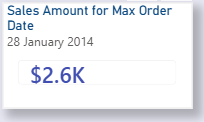 Sales Amount for Max Order
Date
28 January 2014
$2.6K